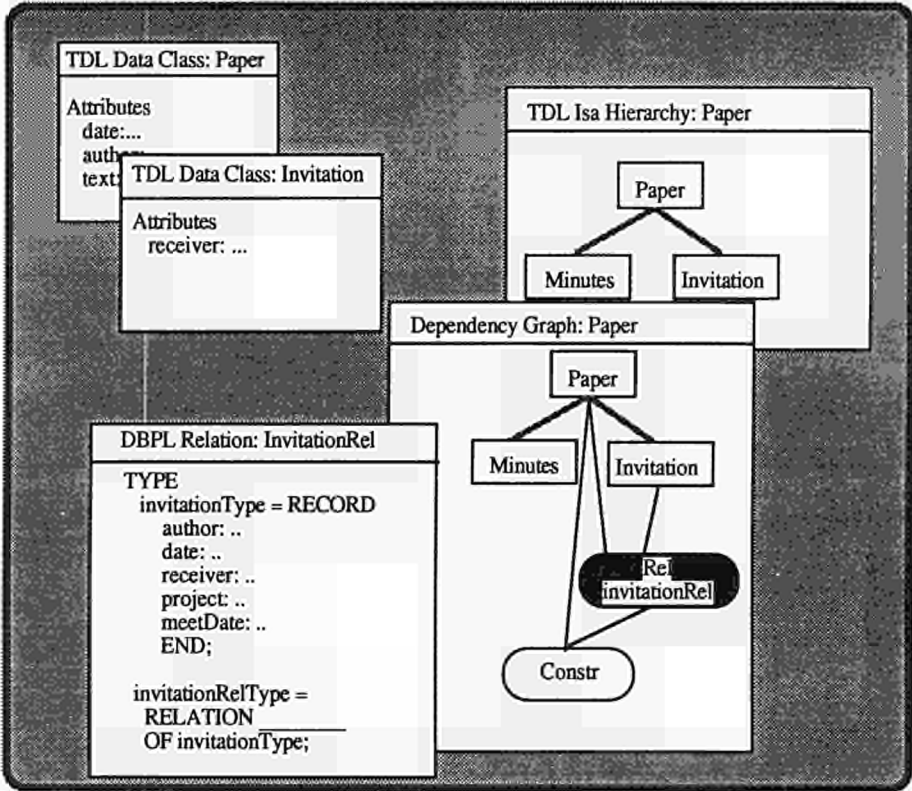 TDL Data Class: Paper
Attributes
date:...
text:
TDL Data Class: Invitation
Attributes
receiver: ...
TDL Isa Hierarchy: Paper
Paper
Minutes Invitation
Dependency Graph: Paper
Paper
Minutes Invitation
Rel
invitationRel
Constr
DBPL Relation: InvitationRel
TYPE
invitationType = RECORD
author: ..
date: ..
receiver: ..
project: ..
meetDate: ..
END;
invitationRelType =
RELATION ________
OF invitationType;